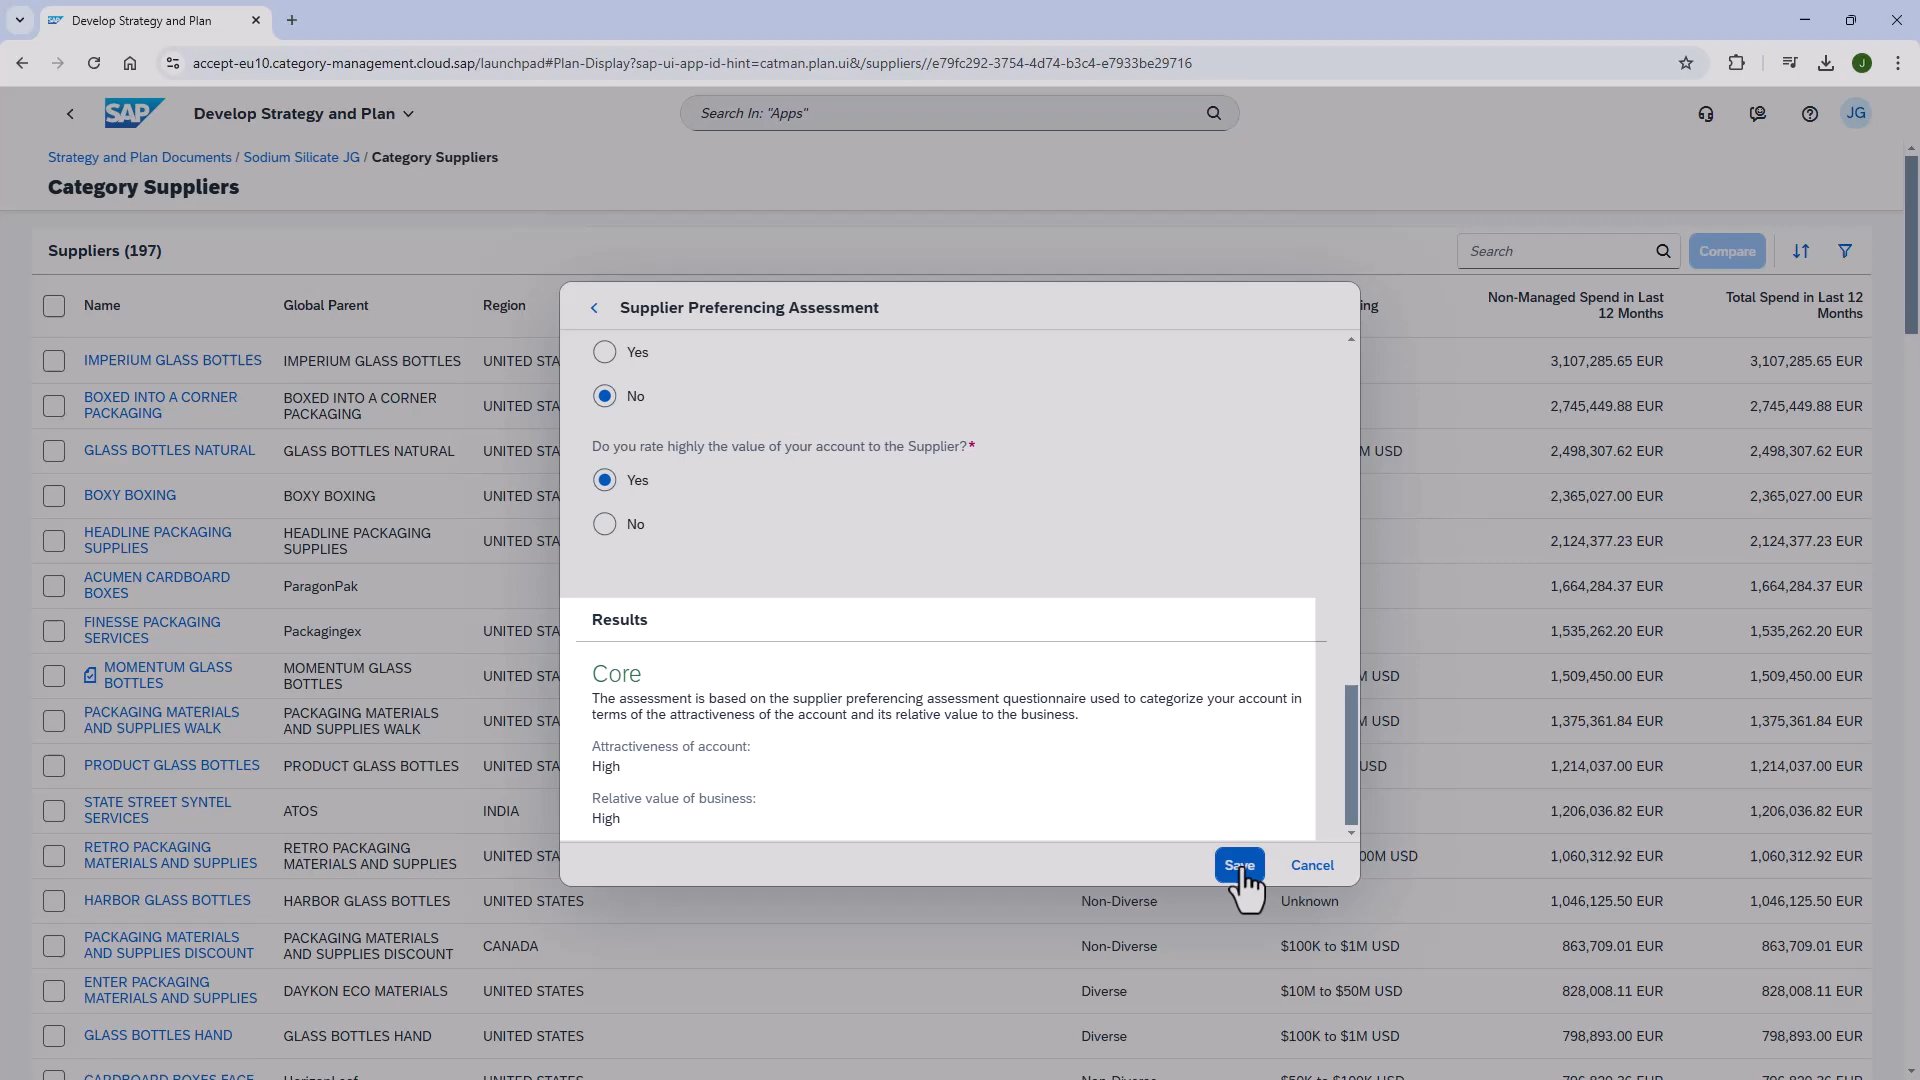 SAP Develop Strategy and Plan
accept-eu10.category-management.cloud.sap/launchpad#Plan-Display?sap-ui-app-id-hint=catman.plan.ui&/suppliers//e79fc292-3754-4d74-b3c4-e7933be29716
J
SAP Develop Strategy and Plan Search In: "Apps" JG
Strategy and Plan Documents / Sodium Silicate JG / Category Suppliers
Category Suppliers
Suppliers (197) Search Compare
Name Global Parent Region ing Non-Managed Spend in Last 12 Months Total Spend in Last 12 Months
IMPERIUM GLASS BOTTLES IMPERIUM GLASS BOTTLES UNITED STA 3,107,285.65 EUR 3,107,285.65 EUR
BOXED INTO A CORNER PACKAGING BOXED INTO A CORNER PACKAGING UNITED STA 2,745,449.88 EUR 2,745,449.88 EUR
GLASS BOTTLES NATURAL GLASS BOTTLES NATURAL UNITED STA M USD 2,498,307.62 EUR 2,498,307.62 EUR
BOXY BOXING BOXY BOXING UNITED STA 2,365,027.00 EUR 2,365,027.00 EUR
HEADLINE PACKAGING SUPPLIES HEADLINE PACKAGING SUPPLIES UNITED STA 2,124,377.23 EUR 2,124,377.23 EUR
ACUMEN CARDBOARD BOXES ParagonPak 1,664,284.37 EUR 1,664,284.37 EUR
FINESSE PACKAGING SERVICES Packagingex UNITED STA 1,535,262.20 EUR 1,535,262.20 EUR
MOMENTUM GLASS BOTTLES MOMENTUM GLASS BOTTLES UNITED STA M USD 1,509,450.00 EUR 1,509,450.00 EUR
PACKAGING MATERIALS AND SUPPLIES WALK PACKAGING MATERIALS AND SUPPLIES WALK UNITED STA M USD 1,375,361.84 EUR 1,375,361.84 EUR
PRODUCT GLASS BOTTLES PRODUCT GLASS BOTTLES UNITED STA USD 1,214,037.00 EUR 1,214,037.00 EUR
STATE STREET SYNTEL SERVICES ATOS INDIA 1,206,036.82 EUR 1,206,036.82 EUR
RETRO PACKAGING MATERIALS AND SUPPLIES RETRO PACKAGING MATERIALS AND SUPPLIES UNITED STA 00M USD 1,060,312.92 EUR 1,060,312.92 EUR
HARBOR GLASS BOTTLES HARBOR GLASS BOTTLES UNITED STATES Non-Diverse Unknown 1,046,125.50 EUR 1,046,125.50 EUR
PACKAGING MATERIALS AND SUPPLIES DISCOUNT PACKAGING MATERIALS AND SUPPLIES DISCOUNT CANADA Non-Diverse $100K to $1M USD 863,709.01 EUR 863,709.01 EUR
ENTER PACKAGING MATERIALS AND SUPPLIES DAYKON ECO MATERIALS UNITED STATES Diverse $10M to $50M USD 828,008.11 EUR 828,008.11 EUR
GLASS BOTTLES HAND GLASS BOTTLES HAND UNITED STATES Diverse $100K to $1M USD 798,893.00 EUR 798,893.00 EUR
Supplier Preferencing Assessment
Yes
No
Do you rate highly the value of your account to the Supplier?*
Yes
No
Results
Core
The assessment is based on the supplier preferencing assessment questionnaire used to categorize your account in
terms of the attractiveness of the account and its relative value to the business.
Attractiveness of account:
High
Relative value of business:
High
Save Cancel